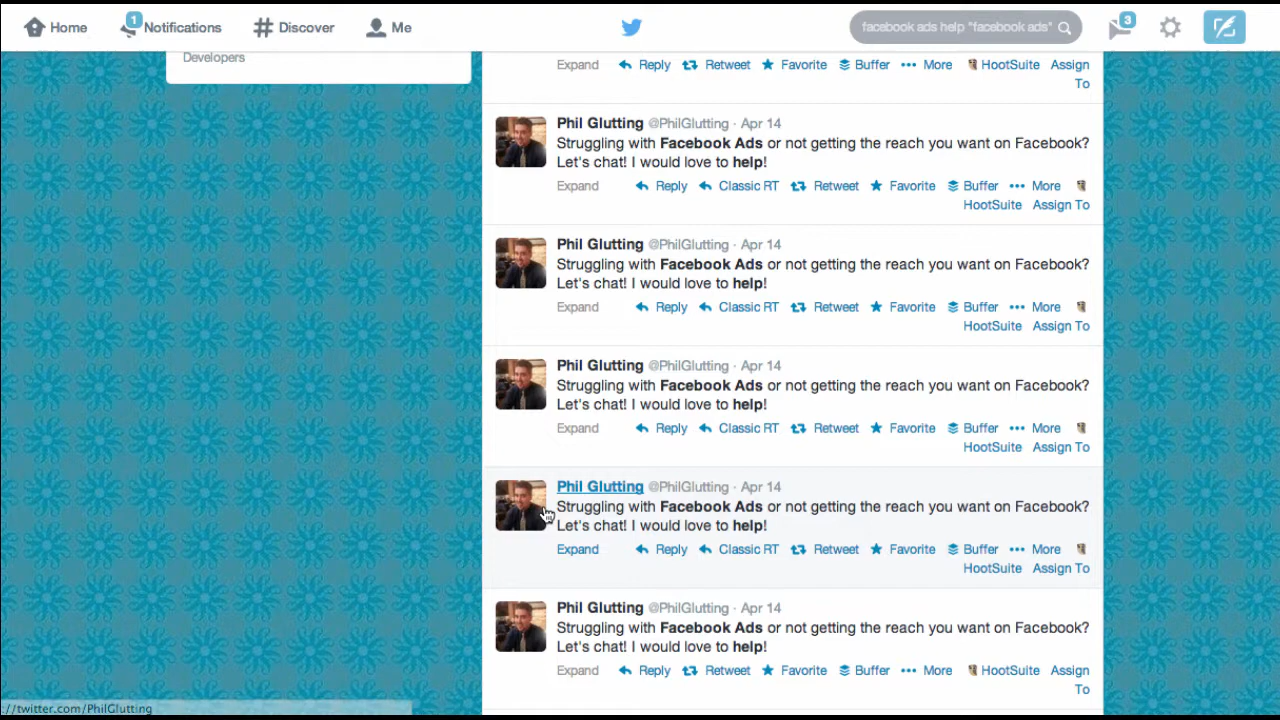 Home 1 Notifications Discover Me facebook ads help "facebook ads" 3
Developers
Expand Reply Retweet Favorite Buffer More HootSuite Assign
To
Phil Glutting @PhilGlutting · Apr 14
Struggling with Facebook Ads or not getting the reach you want on Facebook?
Let's chat! I would love to help!
Expand Reply Classic RT Retweet Favorite Buffer More
HootSuite Assign To
Phil Glutting @PhilGlutting · Apr 14
Struggling with Facebook Ads or not getting the reach you want on Facebook?
Let's chat! I would love to help!
Expand Reply Classic RT Retweet Favorite Buffer More
HootSuite Assign To
Phil Glutting @PhilGlutting · Apr 14
Struggling with Facebook Ads or not getting the reach you want on Facebook?
Let's chat! I would love to help!
Expand Reply Classic RT Retweet Favorite Buffer More
HootSuite Assign To
Phil Glutting @PhilGlutting · Apr 14
Struggling with Facebook Ads or not getting the reach you want on Facebook?
Let's chat! I would love to help!
Expand Reply Classic RT Retweet Favorite Buffer More
HootSuite Assign To
Phil Glutting @PhilGlutting · Apr 14
Struggling with Facebook Ads or not getting the reach you want on Facebook?
Let's chat! I would love to help!
Expand Reply Retweet Favorite Buffer More HootSuite Assign
To
://twitter.com/PhilGlutting